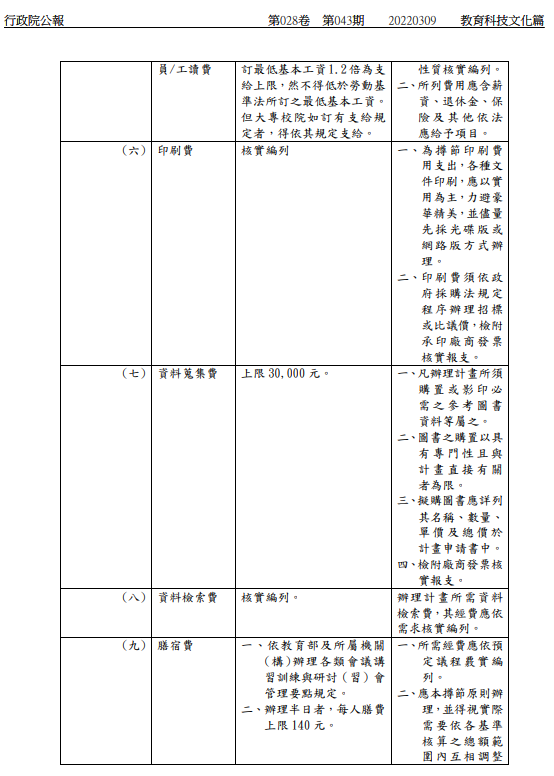 行政院公報 第028卷 第043期 20220309 教育科技文化篇
員/工讀費
訂最低基本工資1.2倍為支
給上限，然不得低於勞動基
準法所訂之最低基本工資。
但大專校院如訂有支給規
定者，得依其規定支給。
性質核實編列。
二、所列費用應含薪
資、退休金、保
險及其他依法
應給予項目。
（六）
印刷費
核實編列
一、為撙節印刷費
用支出，各種文
件印刷，應以實
用為主，力避豪
華精美，並儘量
先採光碟版或
網路版方式辦
理。
二、印刷費須依政
府採購法規定
程序辦理招標
或比議價，檢附
承印廠商發票
核實報支。
（七）
資料蒐集費
上限30,000元。
一、凡辦理計畫所須
購置或影印必
需之參考圖書
資料等屬之。
二、圖書之購置以具
有專門性且與
計畫直接有關
者為限。
三、擬購圖書應詳列
其名稱、數量、
單價及總價於
計畫申請書中。
四、檢附廠商發票核
實報支。
（八）
資料檢索費
核實編列。
辦理計畫所需資料
檢索費，其經費應依
需求核實編列。
（九）
膳宿費
一、依教育部及所屬機關
（構）辦理各類會議講
習訓練與研討（習）會
管理要點規定。
二、辦理半日者，每人膳費
上限140元。
一、所需經費應依預
定議程覈實編
列。
二、應本撙節原則辦
理，並得視實際
需要依各基準
核算之總額範
圍內互相調整